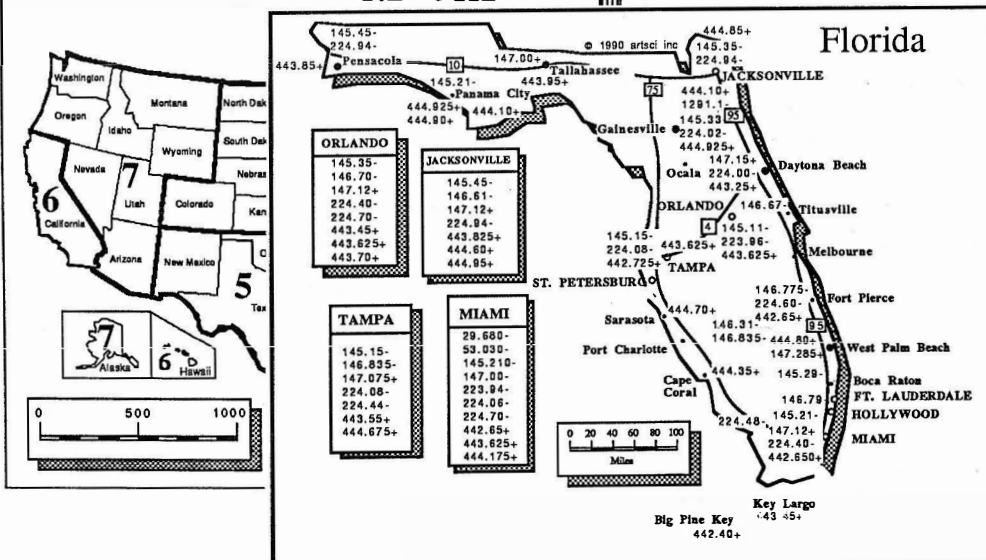 Washington
Oregon
Idaho
Montana
North Dak
South Dak
Wyoming
Nebras
Nevada
7
Utah
Colorado
Kan
6
California
Arizona
New Mexico
5
Tex
7
Alaska
6
Hawaii
0 500 1000
Florida
© 1990 artsci inc
145.45-
224.94-
443.85+
Pensacola
10
147.00+
Tallahassee
443.95+
145.21-
Panama City
444.925+
444.90+
444.10+
444.85+
145.35-
224.94-
JACKSONVILLE
75
444.10+
1291.1-
95
145.33
Gainesville
224.02-
444.925+
Ocala
147.15+
224.00-
443.25+
Daytona Beach
ORLANDO
146.67-
Titusville
4
145.11-
223.96-
443.625+
Melbourne
145.15-
224.08-
442.725+
443.625+
TAMPA
ST. PETERSBURG
146.775-
224.60-
442.65+
Fort Pierce
95
Sarasota
444.70+
146.31-
146.835-
444.80+
147.285+
West Palm Beach
Port Charlotte
444.35+
Cape
Coral
145.29-
Boca Raton
146.79
FT. LAUDERDALE
145.21-
HOLLYWOOD
224.48-
147.12+
224.40-
442.650+
MIAMI
Key Largo
Big Pine Key
442.40+
ORLANDO
145.35-
146.70-
147.12+
224.40-
224.70-
443.45+
443.625+
443.70+
JACKSONVILLE
145.45-
146.61-
147.12+
224.94-
443.825+
444.60+
444.95+
TAMPA
145.15-
146.835-
147.075+
224.08-
224.44-
443.55+
444.675+
MIAMI
29.680-
53.030-
145.210-
147.00-
223.94-
224.06-
224.70-
442.65+
443.625+
444.175+
0 20 40 60 80 100
Miles